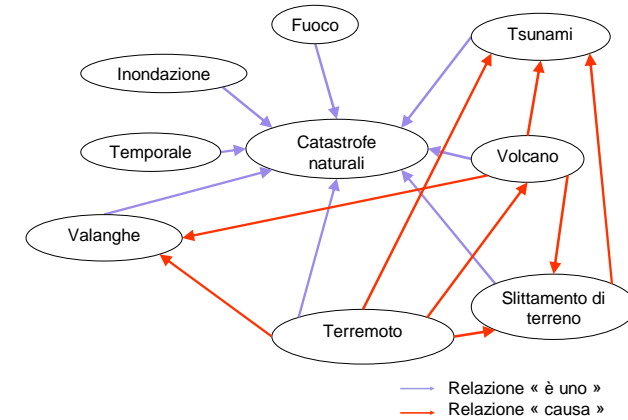 Fuoco
Tsunami
Inondazione
Temporale
Catastrofe
naturali
Volcano
Valanghe
Slittamento di
terreno
Terremoto
Relazione « è uno »
Relazione « causa »